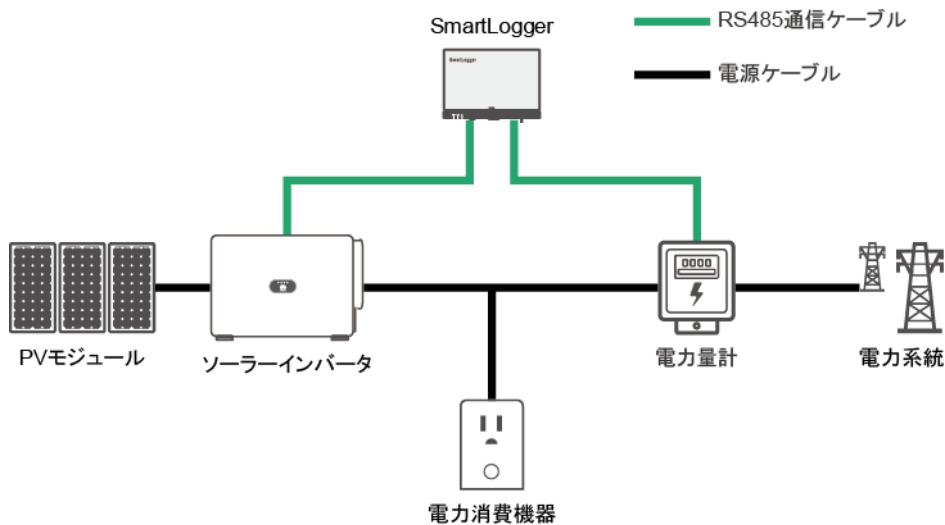 SmartLogger
RS485通信ケーブル
電源ケーブル
SmartLogger
0000
PVモジュール
ソーラーインバータ
電力量計
電力系統
電力消費機器